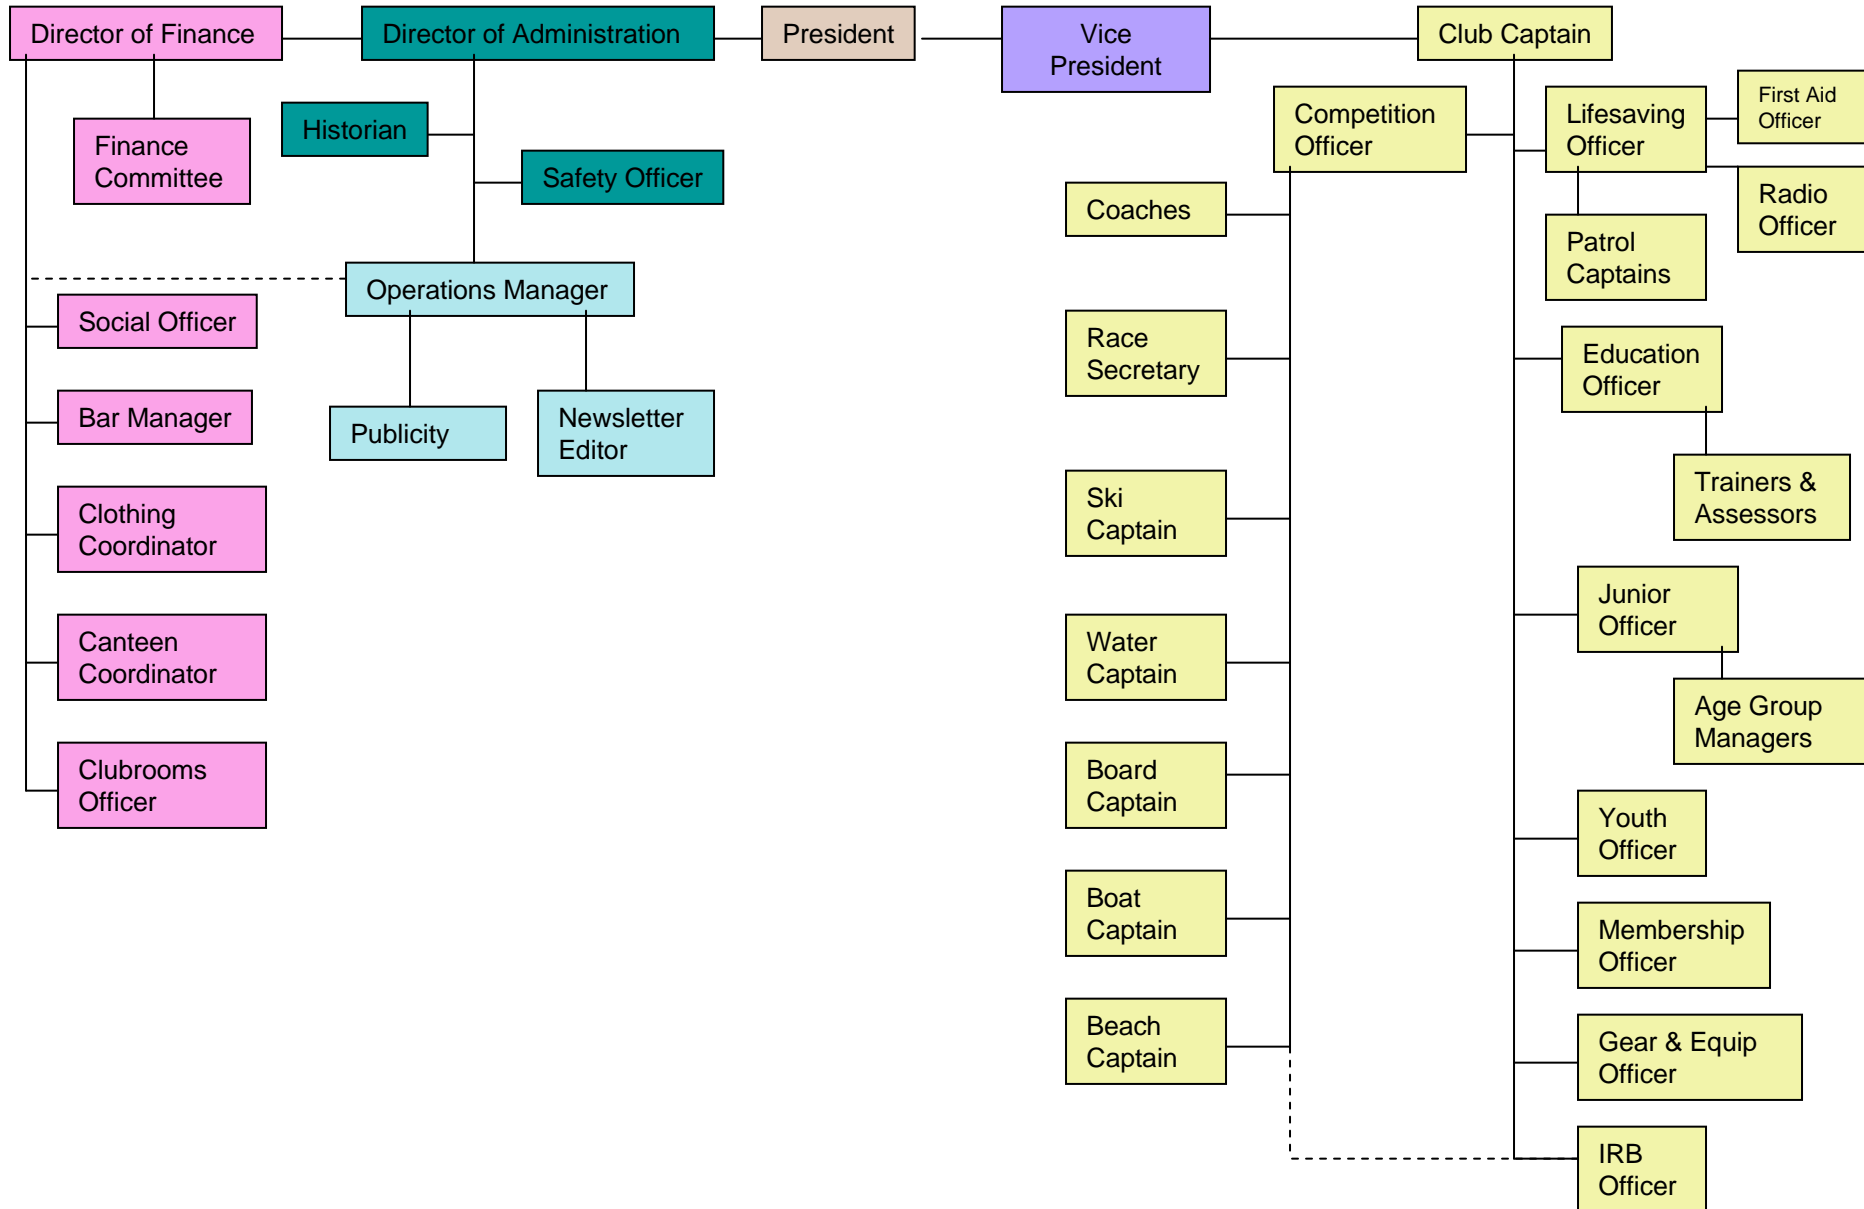 Director of Finance
Director of Administration
President
Vice
President
Club Captain
Finance
Committee
Historian
Safety Officer
Competition
Officer
Lifesaving
Officer
First Aid
Officer
Radio
Officer
Patrol
Captains
Coaches
Operations Manager
Social Officer
Race
Secretary
Education
Officer
Bar Manager
Publicity
Newsletter
Editor
Trainers &
Assessors
Clothing
Coordinator
Ski
Captain
Junior
Officer
Canteen
Coordinator
Water
Captain
Age Group
Managers
Clubrooms
Officer
Board
Captain
Youth
Officer
Boat
Captain
Membership
Officer
Beach
Captain
Gear & Equip
Officer
IRB
Officer